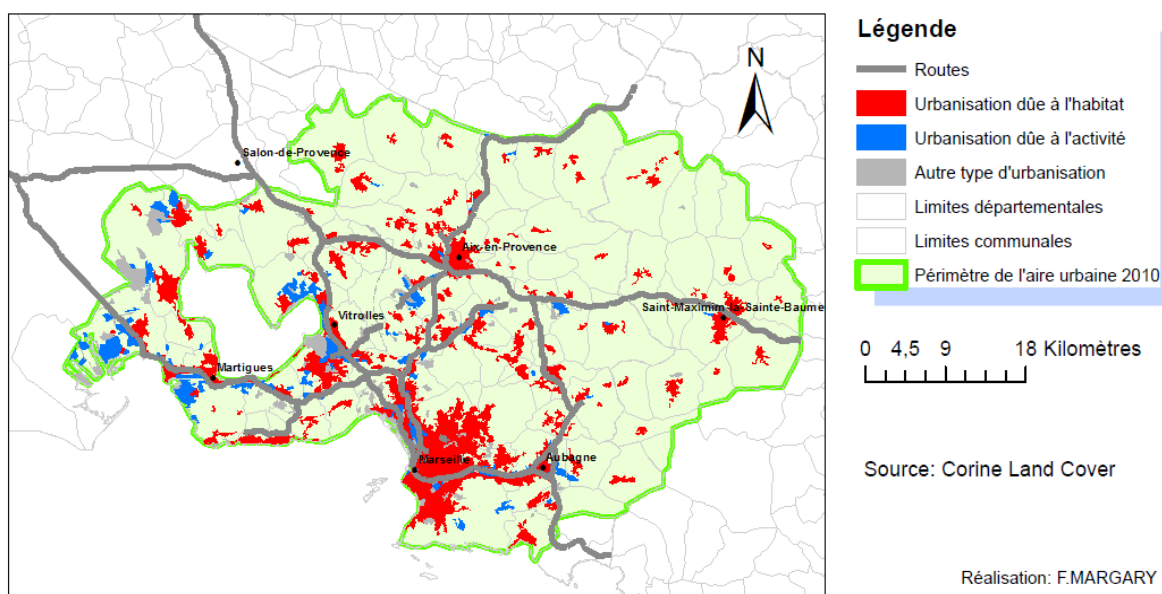 N
Salon-de-Provence
Aix-en-Provence
Saint-Maximim-la-Sainte-Baume
Vitrolles
Martigues
Marseille
Aubagne
Légende
Routes
Urbanisation dûe à l'habitat
Urbanisation dûe à l'activité
Autre type d'urbanisation
Limites départementales
Limites communales
Périmètre de l'aire urbaine 2010
0 4,5 9 18 Kilomètres
Source: Corine Land Cover
Réalisation: F.MARGARY